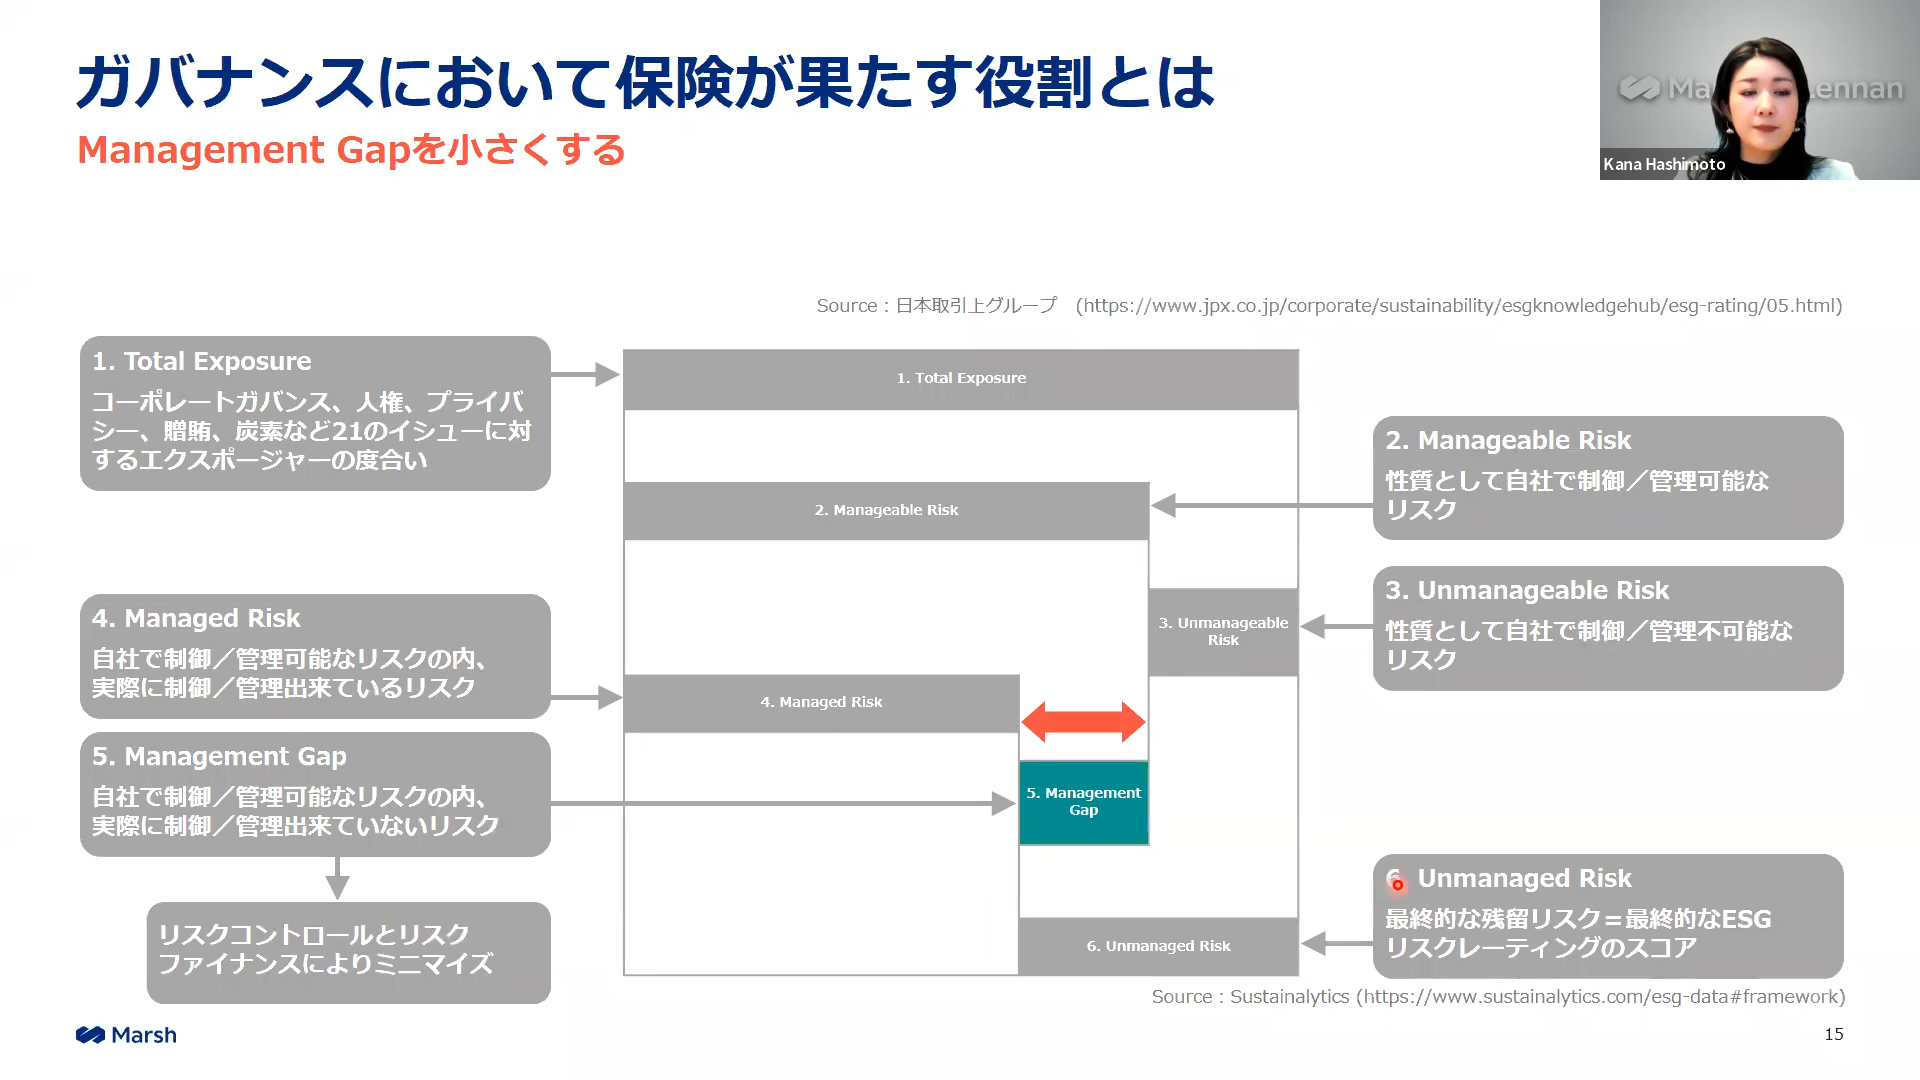 ガバナンスにおいて保険が果たす役割とは
Management Gapを小さくする
Kana Hashimoto
Source：日本取引上グループ　(https://www.jpx.co.jp/corporate/sustainability/esgknowledgehub/esg-rating/05.html)
1. Total Exposure
コーポレートガバンス、人権、プライバ
シー、贈賄、炭素など21のイシューに対
するエクスポージャーの度合い
1. Total Exposure
2. Manageable Risk
性質として自社で制御／管理可能な
リスク
2. Manageable Risk
3. Unmanageable Risk
性質として自社で制御／管理不可能な
リスク
3. Unmanageable
Risk
4. Managed Risk
自社で制御／管理可能なリスクの内、
実際に制御／管理出来ているリスク
4. Managed Risk
5. Management Gap
自社で制御／管理可能なリスクの内、
実際に制御／管理出来ていないリスク
5. Management
Gap
リスクコントロールとリスク
ファイナンスによりミニマイズ
6. Unmanaged Risk
最終的な残留リスク＝最終的なESG
リスクレーティングのスコア
6. Unmanaged Risk
Source : Sustainalytics (https://www.sustainalytics.com/esg-data#framework)
Marsh
15